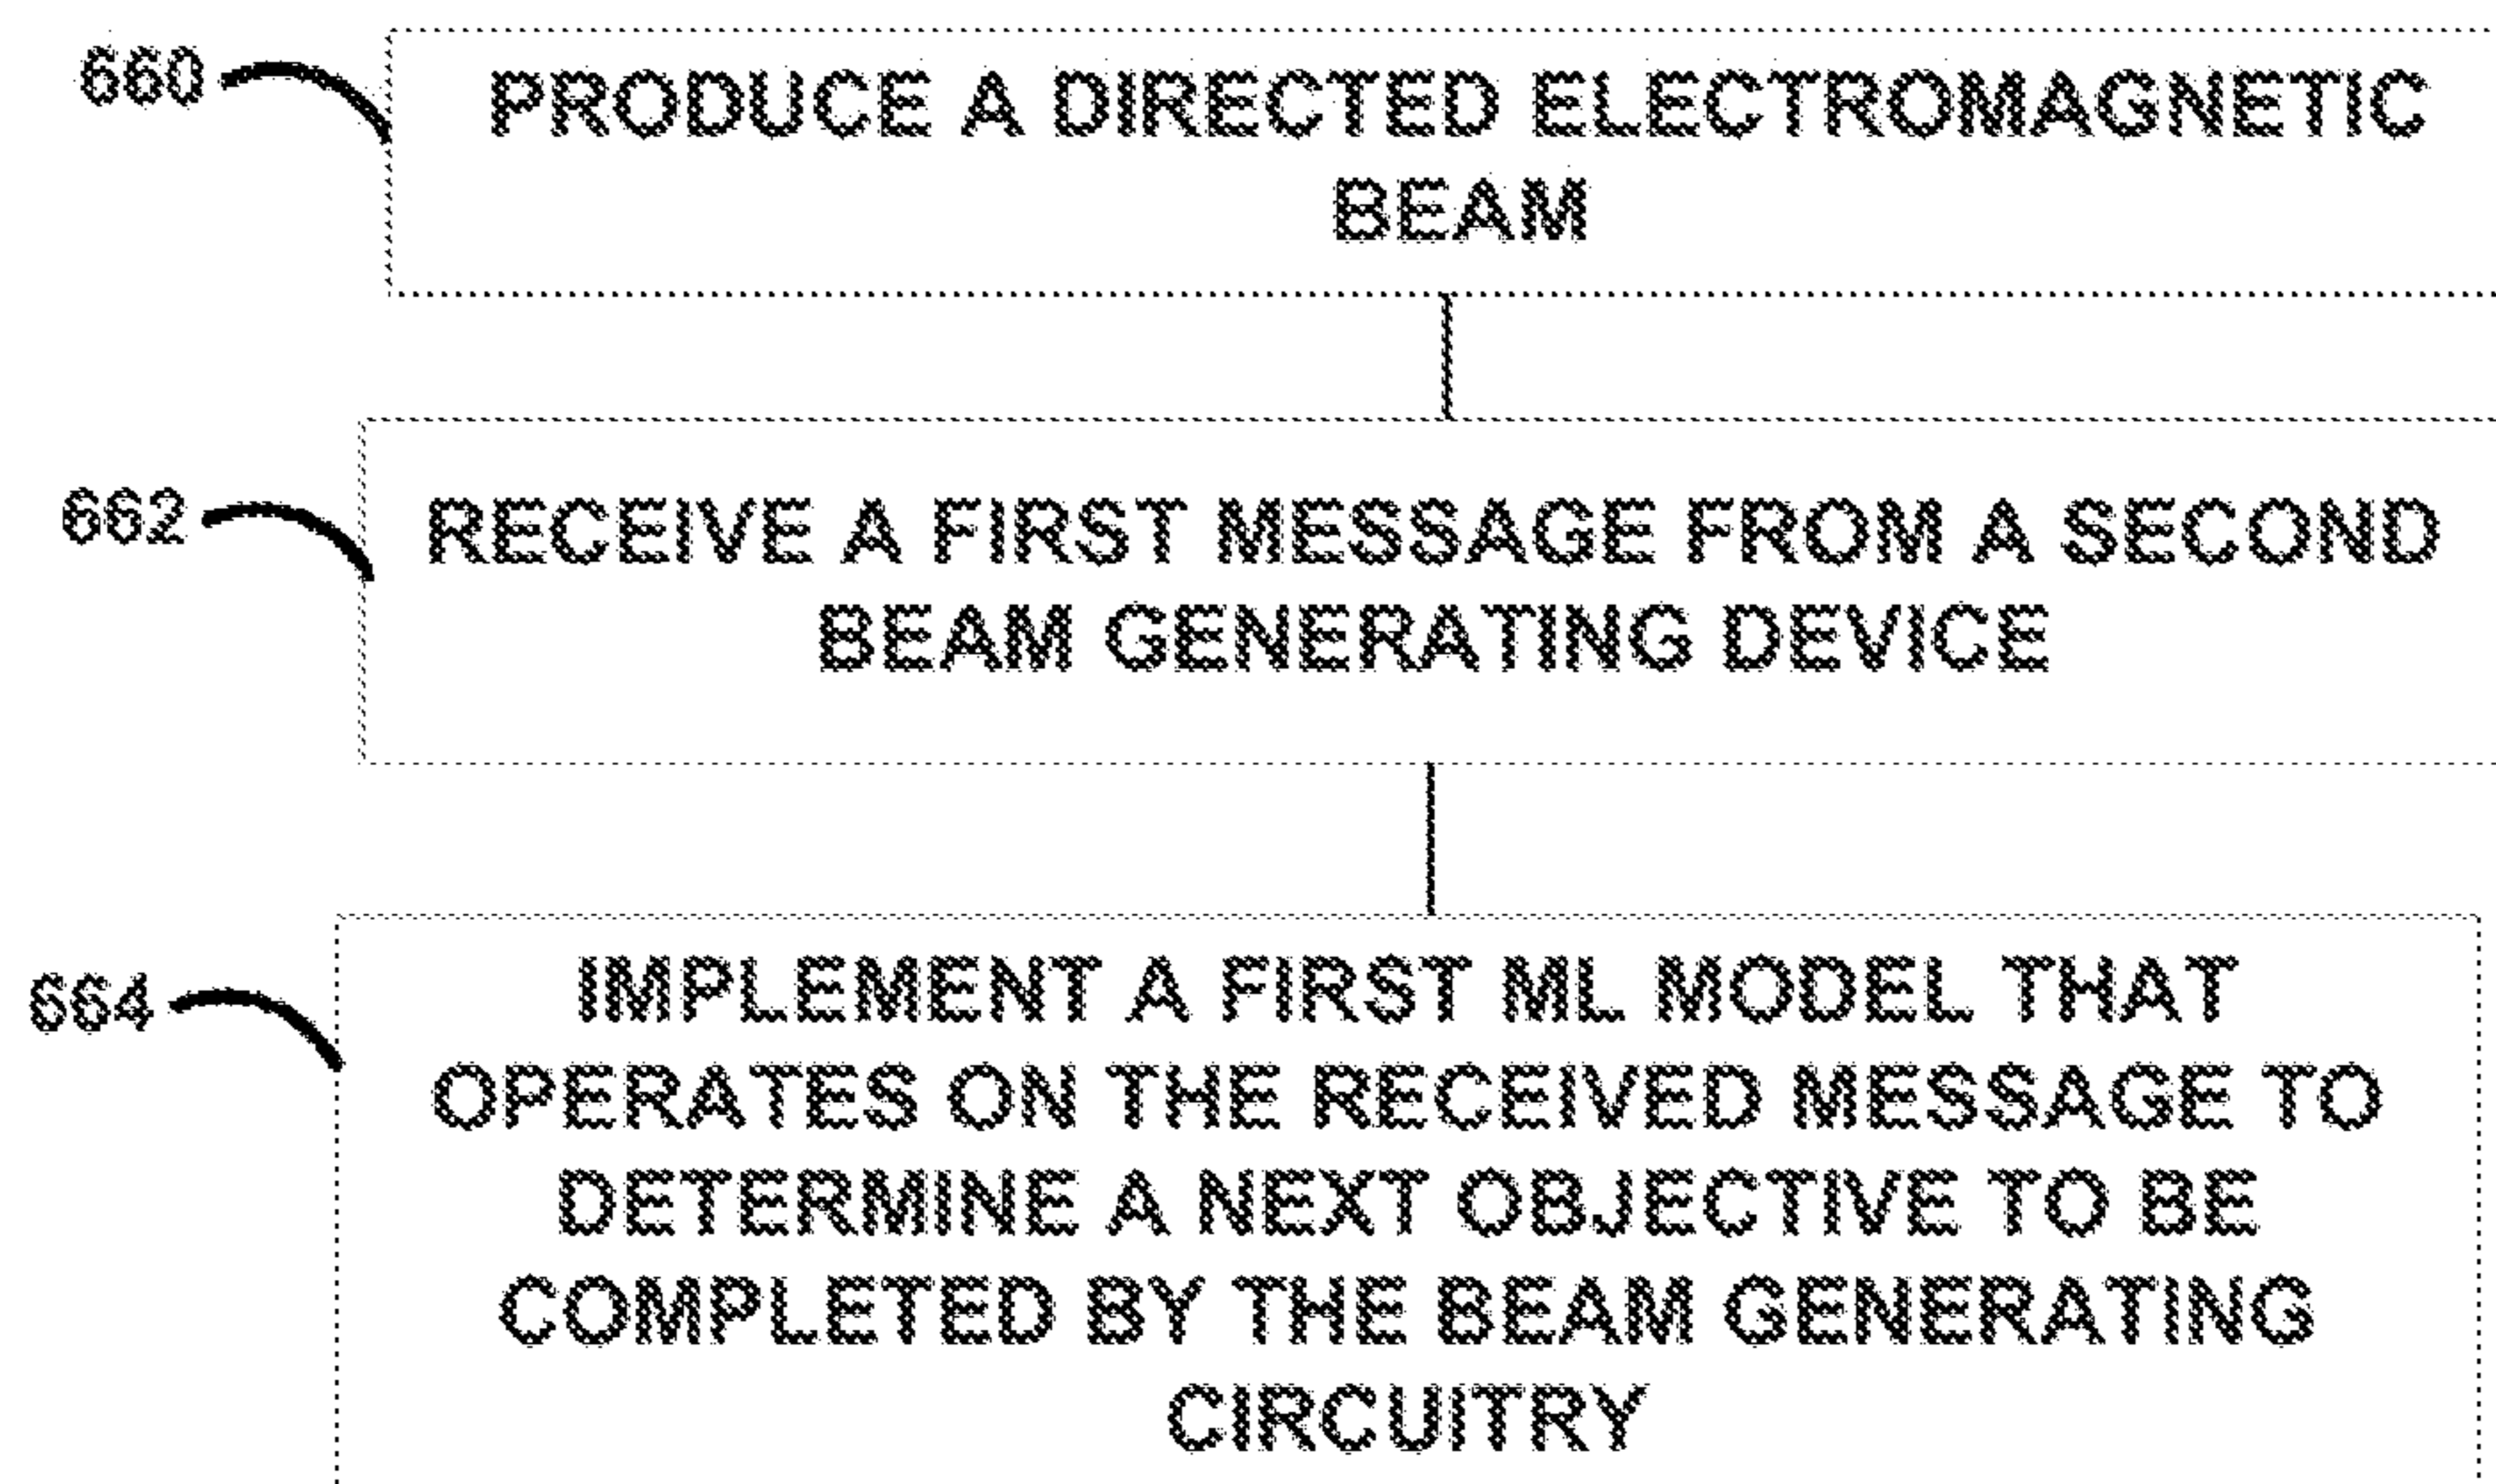 660
PRODUCE A DIRECTED ELECTROMAGNETIC
BEAM
662
RECEIVE A FIRST MESSAGE FROM A SECOND
BEAM GENERATING DEVICE
664
IMPLEMENT A FIRST ML MODEL THAT
OPERATES ON THE RECEIVED MESSAGE TO
DETERMINE A NEXT OBJECTIVE TO BE
COMPLETED BY THE BEAM GENERATING
CIRCUITRY